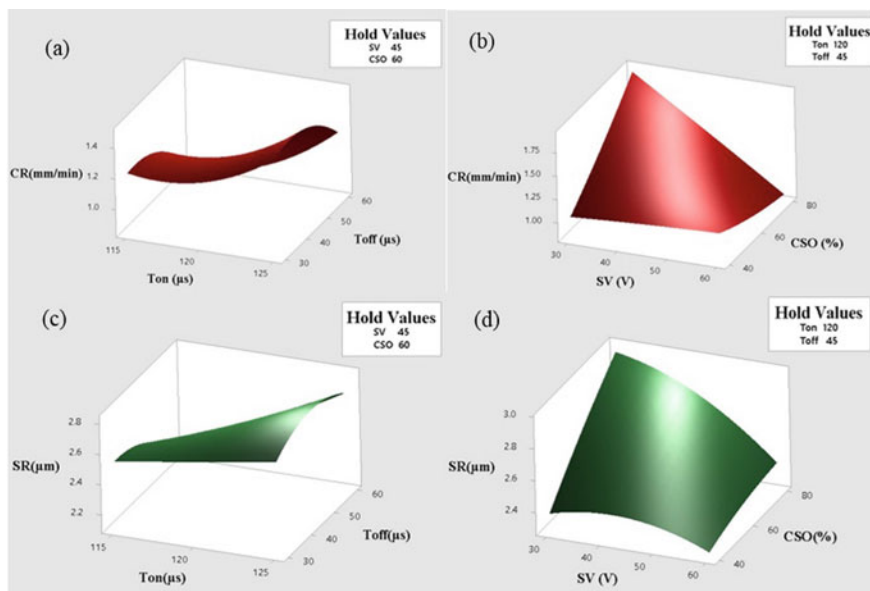 (a)
Hold Values
SV 45
CSO 60
1.4
CR(mm/min) 1.2
1.0
115
120
125
Ton (µs)
30
40
50
60
Toff (µs)
(b)
Hold Values
Ton 120
Toff 45
1.75
CR(mm/min) 1.50
1.25
1.00
30
40
50
60
SV (V)
40
60
80
CSO (%)
(c)
Hold Values
SV 45
CSO 60
2.8
SR(µm) 2.6
2.4
2.2
115
120
125
Ton(µs)
30
40
50
60
Toff(µs)
(d)
Hold Values
Ton 120
Toff 45
3.0
2.8
SR(µm)
2.6
2.4
30
40
50
60
SV (V)
40
60
80
CSO(%)